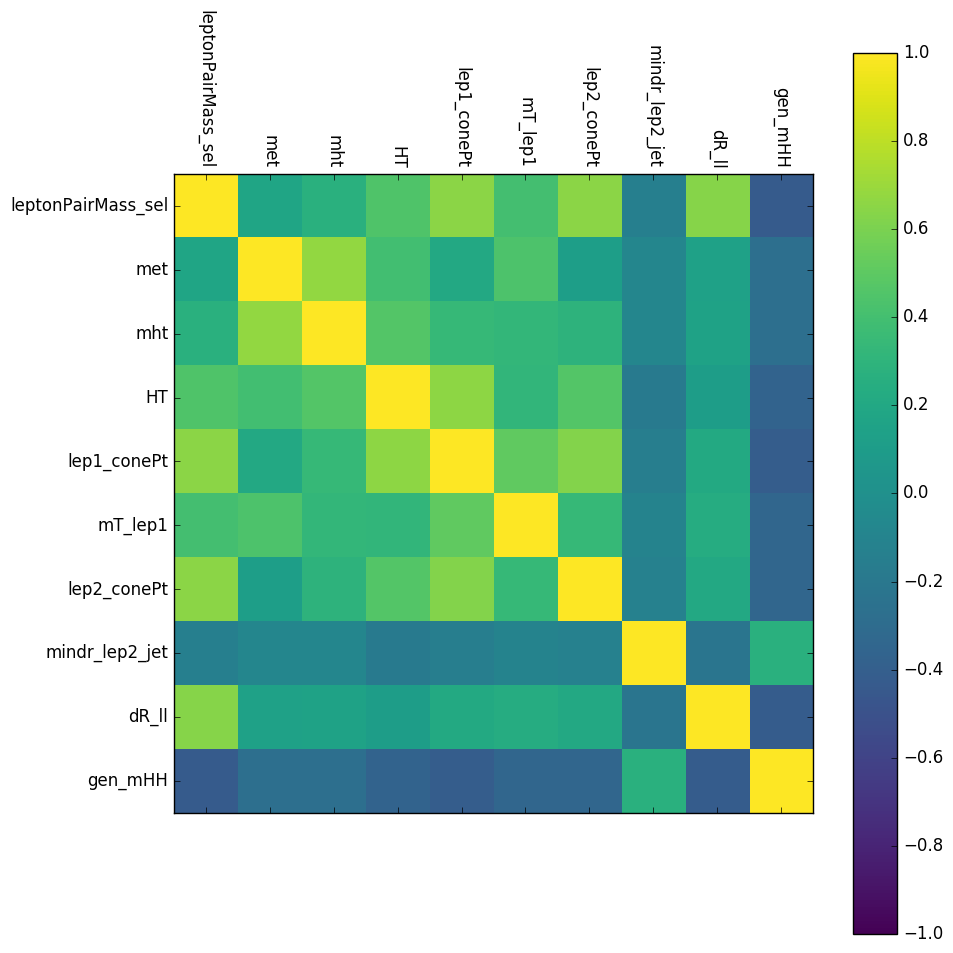 leptonPairMass_sel
met
mht
HT
lep1_conePt
mT_lep1
lep2_conePt
mindr_lep2_jet
dR_ll
gen_mHH
leptonPairMass_sel
met
mht
HT
lep1_conePt
mT_lep1
lep2_conePt
mindr_lep2_jet
dR_ll
gen_mHH
1.0
0.8
0.6
0.4
0.2
0.0
−0.2
−0.4
−0.6
−0.8
−1.0